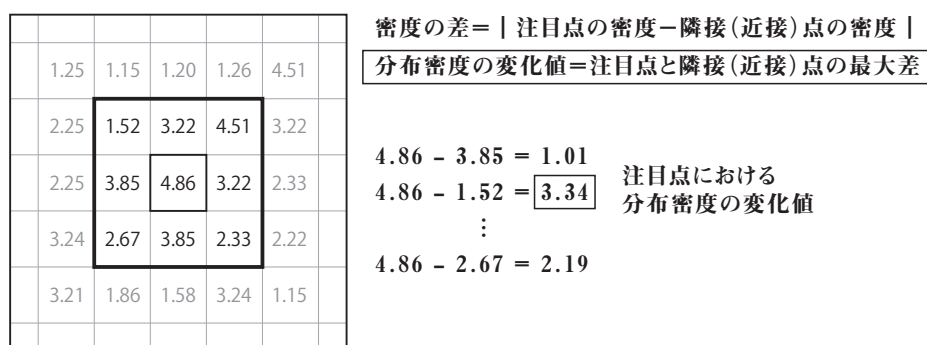 密度の差＝｜注目点の密度−隣接（近接）点の密度｜
分布密度の変化値＝注目点と隣接（近接）点の最大差
1.25 1.15 1.20 1.26 4.51
2.25 1.52 3.22 4.51 3.22
2.25 3.85 4.86 3.22 2.33
3.24 2.67 3.85 2.33 2.22
3.21 1.86 1.58 3.24 1.15
4.86 − 3.85 = 1.01
4.86 − 1.52 = 3.34
⋮
4.86 − 2.67 = 2.19
注目点における
分布密度の変化値